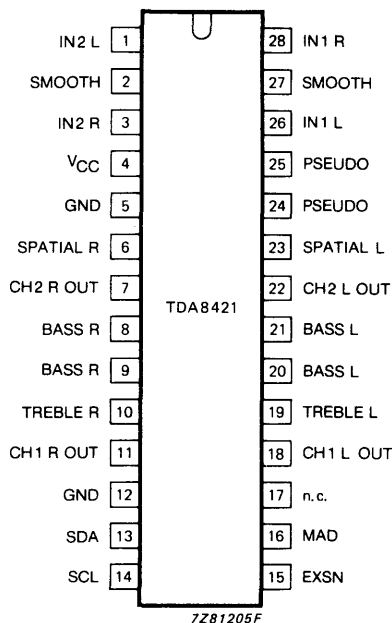 IN2 L 1 28 IN1 R
SMOOTH 2 27 SMOOTH
IN2 R 3 26 IN1 L
VCC 4 25 PSEUDO
GND 5 24 PSEUDO
SPATIAL R 6 23 SPATIAL L
CH2 R OUT 7 22 CH2 L OUT
TDA8421
BASS R 8 21 BASS L
BASS R 9 20 BASS L
TREBLE R 10 19 TREBLE L
CH1 R OUT 11 18 CH1 L OUT
GND 12 17 n.c.
SDA 13 16 MAD
SCL 14 15 EXSN
7Z81205F